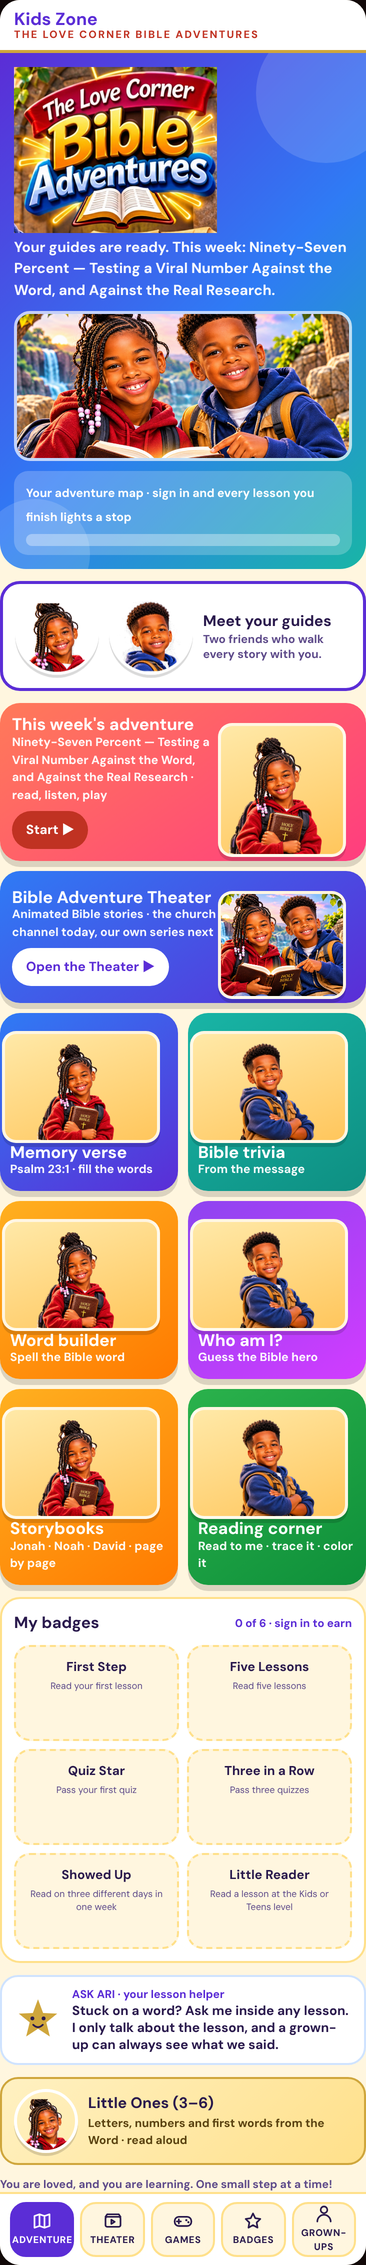 Kids Zone
THE LOVE CORNER BIBLE ADVENTURES
The Love Corner
Bible
Adventures
Your guides are ready. This week: Ninety-Seven
Percent — Testing a Viral Number Against the
Word, and Against the Real Research.
Your adventure map · sign in and every lesson you
finish lights a stop
Meet your guides
Two friends who walk
every story with you.
This week's adventure
Ninety-Seven Percent — Testing a
Viral Number Against the Word,
and Against the Real Research ·
read, listen, play
Start ▶
HOLY
BIBLE
Bible Adventure Theater
Animated Bible stories · the church
channel today, our own series next
Open the Theater ▶
HOLY BIBLE
Memory verse
Psalm 23:1 · fill the words
Bible trivia
From the message
Word builder
Spell the Bible word
Who am I?
Guess the Bible hero
Storybooks
Jonah · Noah · David · page
by page
Reading corner
Read to me · trace it · color
it
My badges
0 of 6 · sign in to earn
First Step
Read your first lesson
Five Lessons
Read five lessons
Quiz Star
Pass your first quiz
Three in a Row
Pass three quizzes
Showed Up
Read on three different days in
one week
Little Reader
Read a lesson at the Kids or
Teens level
ASK ARI · your lesson helper
Stuck on a word? Ask me inside any lesson.
I only talk about the lesson, and a grown-
up can always see what we said.
Little Ones (3–6)
Letters, numbers and first words from the
Word · read aloud
You are loved, and you are learning. One small step at a time!
ADVENTURE
THEATER
GAMES
BADGES
GROWN-
UPS